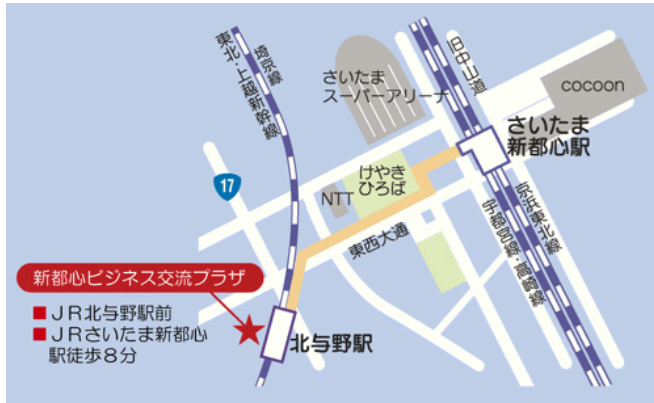 東北・上越新幹線
埼京線
さいたま
スーパーアリーナ
旧中山道
cocoon
さいたま
新都心駅
17
けやき
ひろば
NTT
東西大通
宇都宮線・高崎線
京浜東北線
新都心ビジネス交流プラザ
■ＪＲ北与野駅前
■ＪＲさいたま新都心
駅徒歩８分
北与野駅